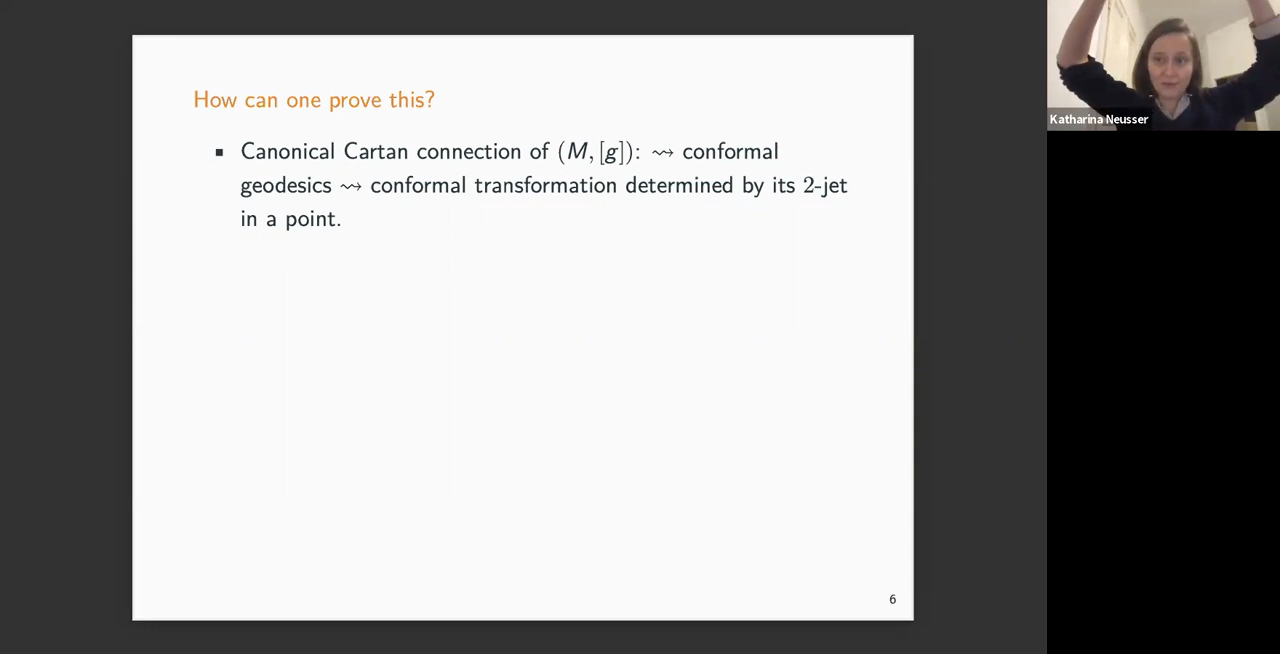 How can one prove this?
▪ Canonical Cartan connection of (M, [g]): ⇝ conformal
geodesics ⇝ conformal transformation determined by its 2-jet
in a point.
6
Katharina Neusser